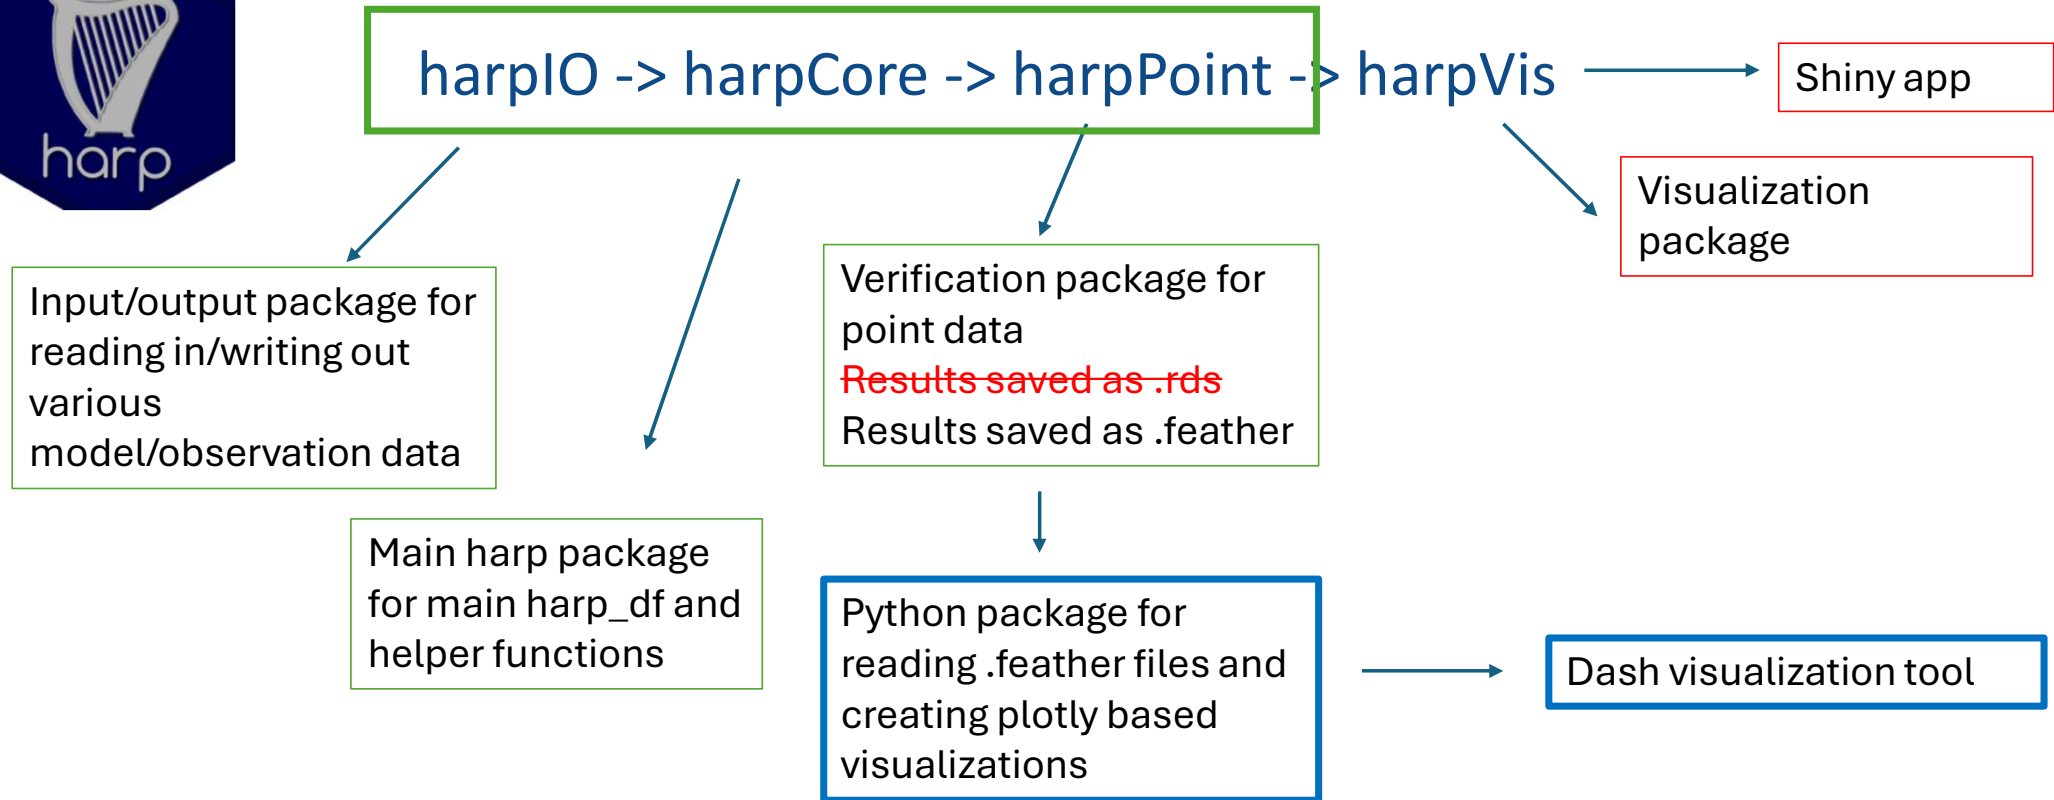 harp
harpIO -> harpCore -> harpPoint -> harpVis
Shiny app
Visualization
package
Input/output package for
reading in/writing out
various
model/observation data
Main harp package
for main harp_df and
helper functions
Verification package for
point data
Results saved as .rds
Results saved as .feather
Python package for
reading .feather files and
creating plotly based
visualizations
Dash visualization tool